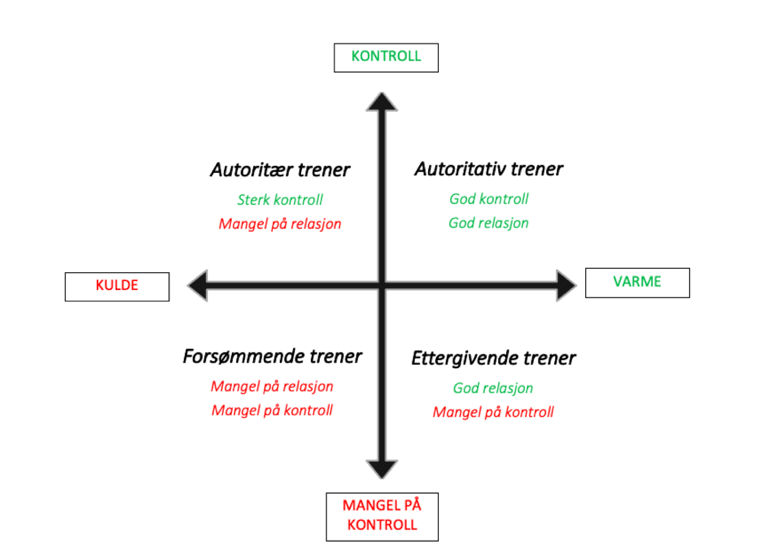 KONTROLL
Autoritær trener
Sterk kontroll
Mangel på relasjon
Autoritativ trener
God kontroll
God relasjon
KULDE
VARME
Forsømmende trener
Mangel på relasjon
Mangel på kontroll
Ettergivende trener
God relasjon
Mangel på kontroll
MANGEL PÅ
KONTROLL